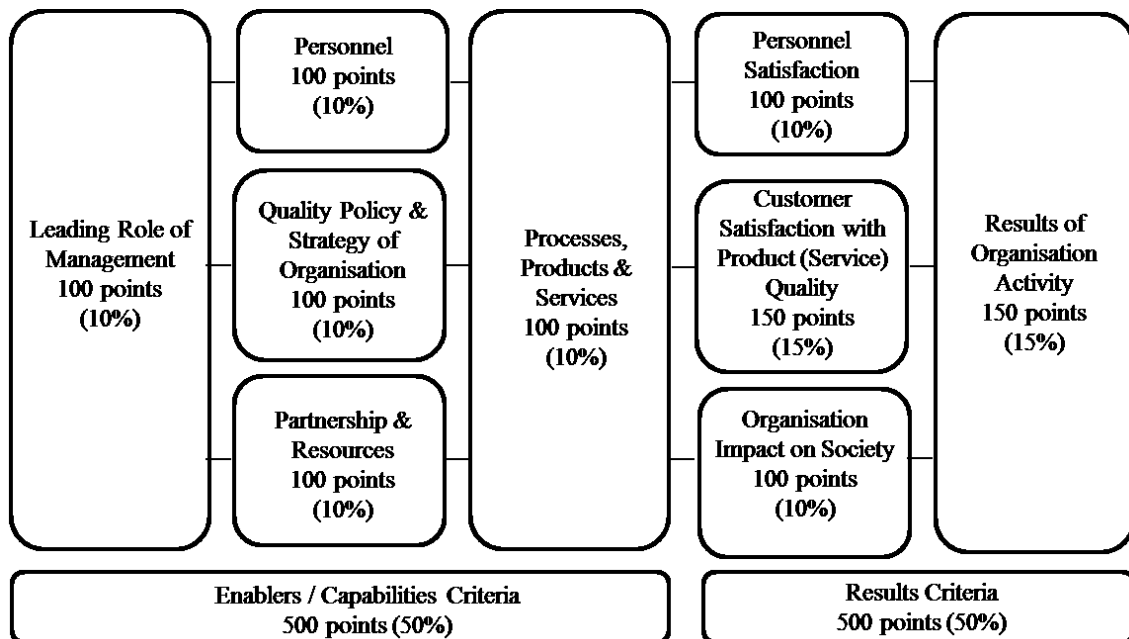 Leading Role of
Management
100 points
(10%)
Personnel
100 points
(10%)
Quality Policy &
Strategy of
Organisation
100 points
(10%)
Partnership &
Resources
100 points
(10%)
Processes,
Products &
Services
100 points
(10%)
Personnel
Satisfaction
100 points
(10%)
Customer
Satisfaction with
Product (Service)
Quality
150 points
(15%)
Organisation
Impact on Society
100 points
(10%)
Results of
Organisation
Activity
150 points
(15%)
Enablers / Capabilities Criteria
500 points (50%)
Results Criteria
500 points (50%)